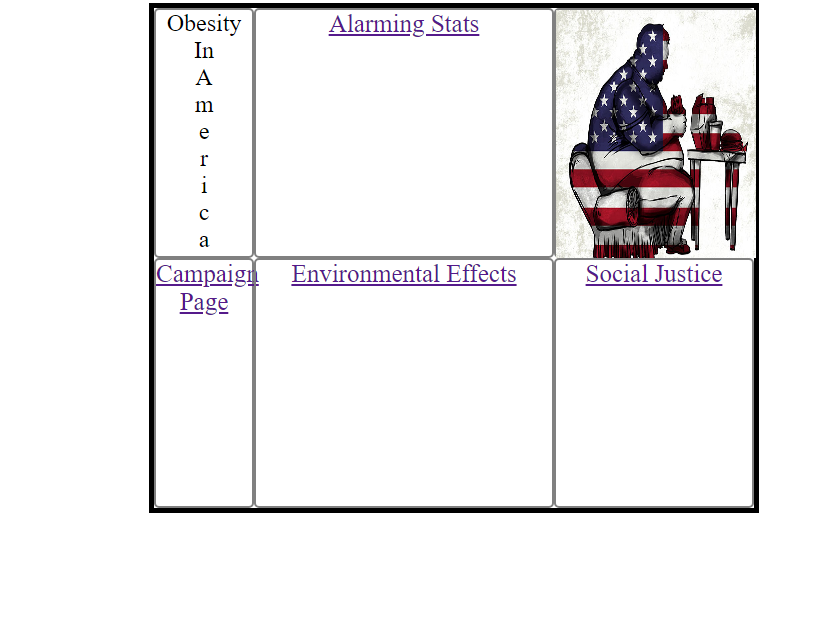 Obesity
In
A
m
e
r
i
c
a
Alarming Stats
Campaign
Page
Environmental Effects
Social Justice